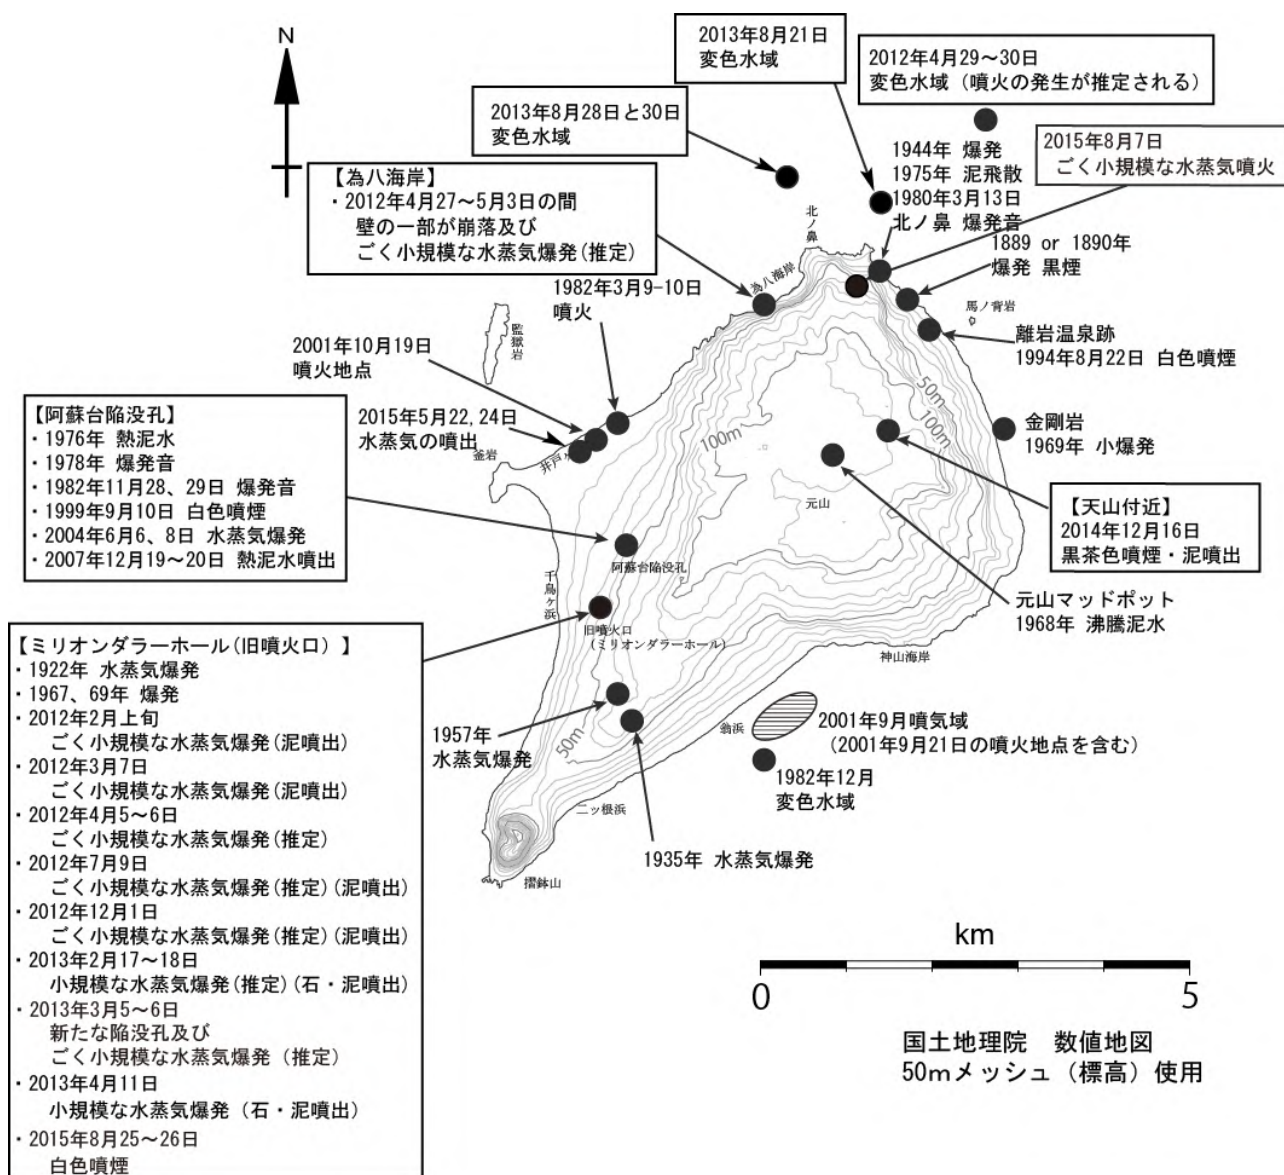 N
2013年8月21日
変色水域
2012年4月29～30日
変色水域（噴火の発生が推定される）
2013年8月28日と30日
変色水域
1944年 爆発
1975年 泥飛散
1980年3月13日
北ノ鼻 爆発音
2015年8月7日
ごく小規模な水蒸気噴火
【為八海岸】
・2012年4月27～5月3日の間
壁の一部が崩落及び
ごく小規模な水蒸気爆発(推定)
北ノ鼻
為八海岸
1889 or 1890年
爆発 黒煙
馬ノ背岩
離岩温泉跡
1994年8月22日 白色噴煙
1982年3月9-10日
噴火
監獄岩
2001年10月19日
噴火地点
2015年5月22,24日
水蒸気の噴出
釜岩
井戸ヶ
50m
100m
100m
金剛岩
1969年 小爆発
【阿蘇台陥没孔】
・1976年 熱泥水
・1978年 爆発音
・1982年11月28、29日 爆発音
・1999年9月10日 白色噴煙
・2004年6月6、8日 水蒸気爆発
・2007年12月19～20日 熱泥水噴出
元山
【天山付近】
2014年12月16日
黒茶色噴煙・泥噴出
阿蘇台陥没孔
千鳥ヶ浜
元山マッドポット
1968年 沸騰泥水
旧噴火口
(ミリオンダラーホール)
神山海岸
【ミリオンダラーホール(旧噴火口）】
・1922年 水蒸気爆発
・1967、69年 爆発
・2012年2月上旬
ごく小規模な水蒸気爆発(泥噴出)
・2012年3月7日
ごく小規模な水蒸気爆発(泥噴出)
・2012年4月5～6日
ごく小規模な水蒸気爆発(推定)
・2012年7月9日
ごく小規模な水蒸気爆発(推定)(泥噴出)
・2012年12月1日
ごく小規模な水蒸気爆発(推定)(泥噴出)
・2013年2月17～18日
小規模な水蒸気爆発(推定)(石・泥噴出)
・2013年3月5～6日
新たな陥没孔及び
ごく小規模な水蒸気爆発（推定）
・2013年4月11日
小規模な水蒸気爆発（石・泥噴出）
・2015年8月25～26日
白色噴煙
1957年
水蒸気爆発
50m
翁浜
2001年9月噴気域
（2001年9月21日の噴火地点を含む）
1982年12月
変色水域
二ッ根浜
1935年 水蒸気爆発
摺鉢山
km
0
5
国土地理院　数値地図
50mメッシュ（標高）使用